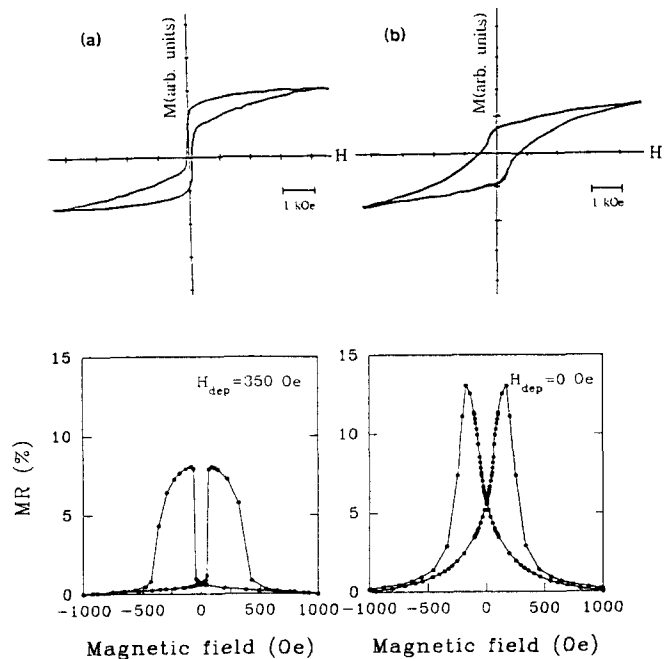 (a)
M(arb. units)
H
1 kOe
(b)
M(arb. units)
H
1 kOe
15
10
5
0
MR (%)
H_dep=350 Oe
-1000 -500 0 500 1000
Magnetic field (Oe)
15
10
5
0
H_dep=0 Oe
-1000 -500 0 500 1000
Magnetic field (Oe)